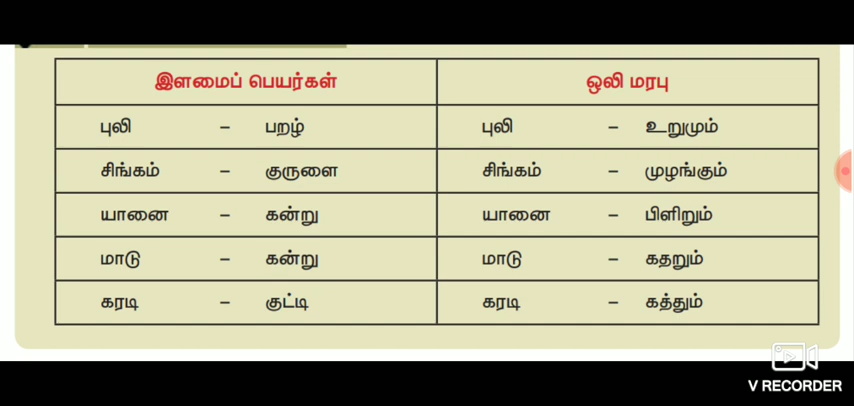 இளமைப் பெயர்கள் ஒலி மரபு
புலி – பறழ் புலி – உறுமும்
சிங்கம் – குருளை சிங்கம் – முழங்கும்
யானை – கன்று யானை – பிளிறும்
மாடு – கன்று மாடு – கதறும்
கரடி – குட்டி கரடி – கத்தும்
V RECORDER